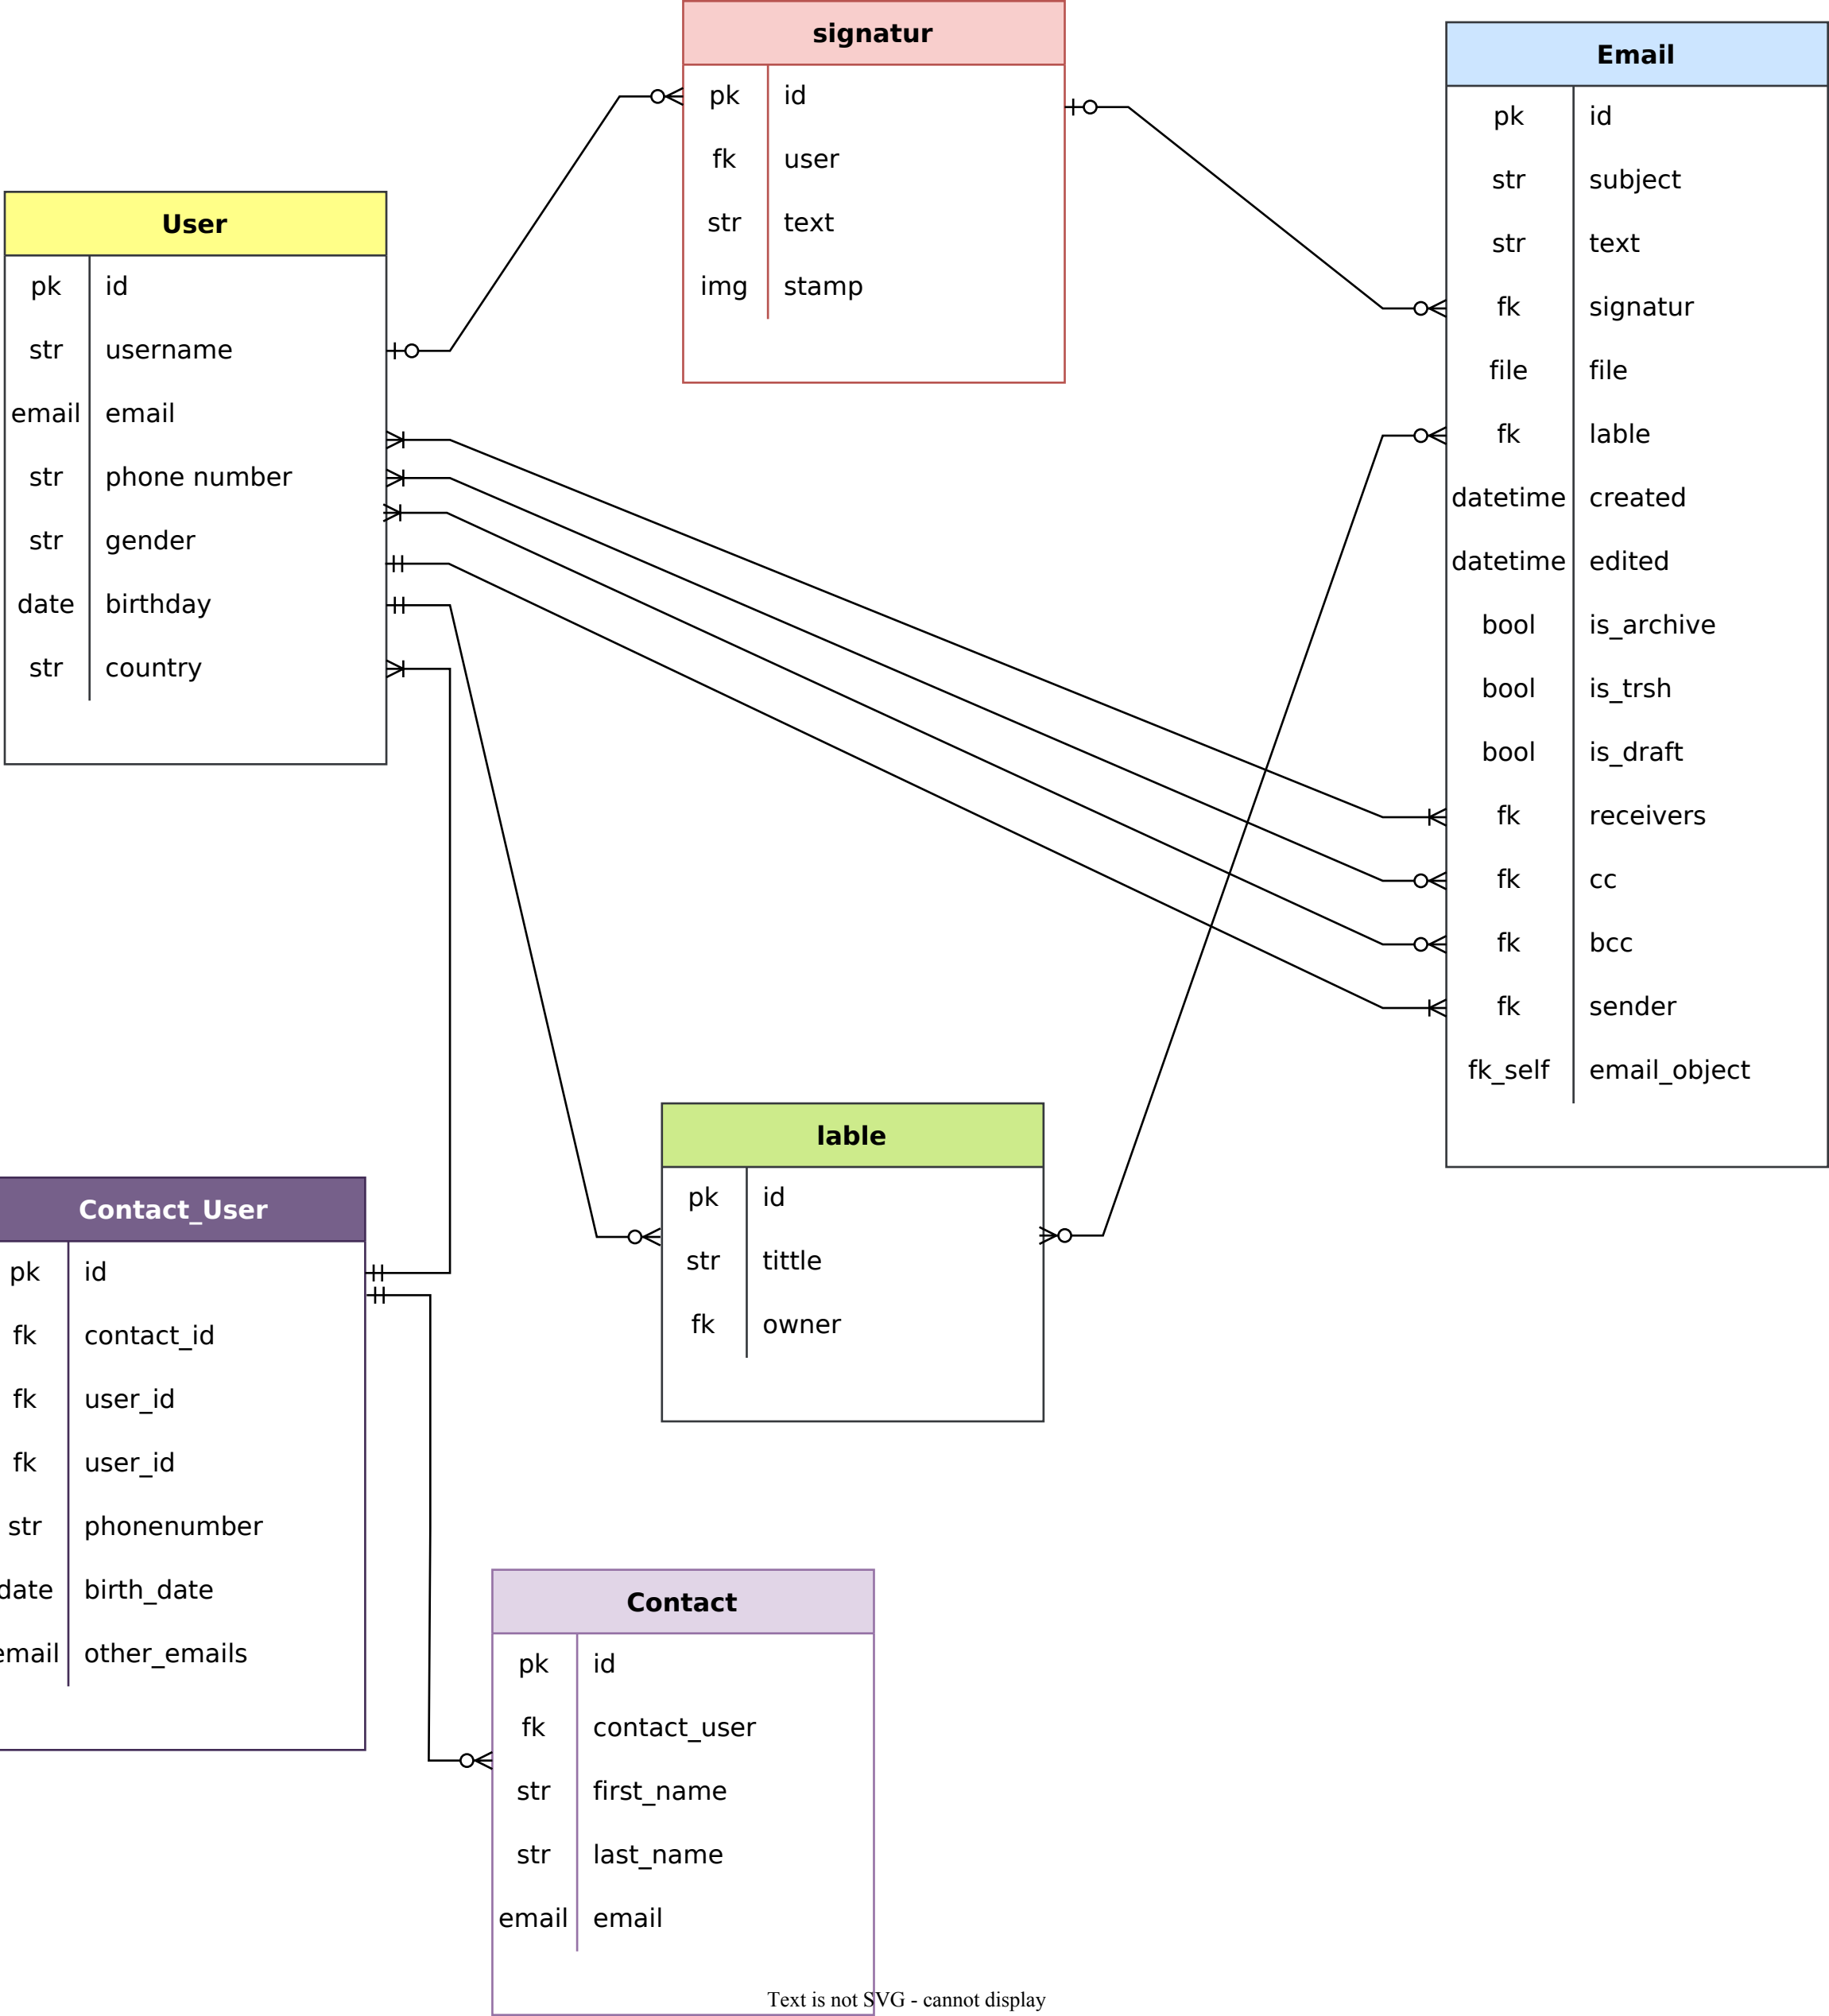 signatur
pk id
fk user
str text
img stamp
Email
pk id
str subject
str text
fk signatur
file file
fk lable
datetime created
datetime edited
bool is_archive
bool is_trsh
bool is_draft
fk receivers
fk cc
fk bcc
fk sender
fk_self email_object
User
pk id
str username
email email
str phone number
str gender
date birthday
str country
lable
pk id
str tittle
fk owner
Contact_User
pk id
fk contact_id
fk user_id
fk user_id
str phonenumber
date birth_date
email other_emails
Contact
pk id
fk contact_user
str first_name
str last_name
email email
Text is not SVG - cannot display